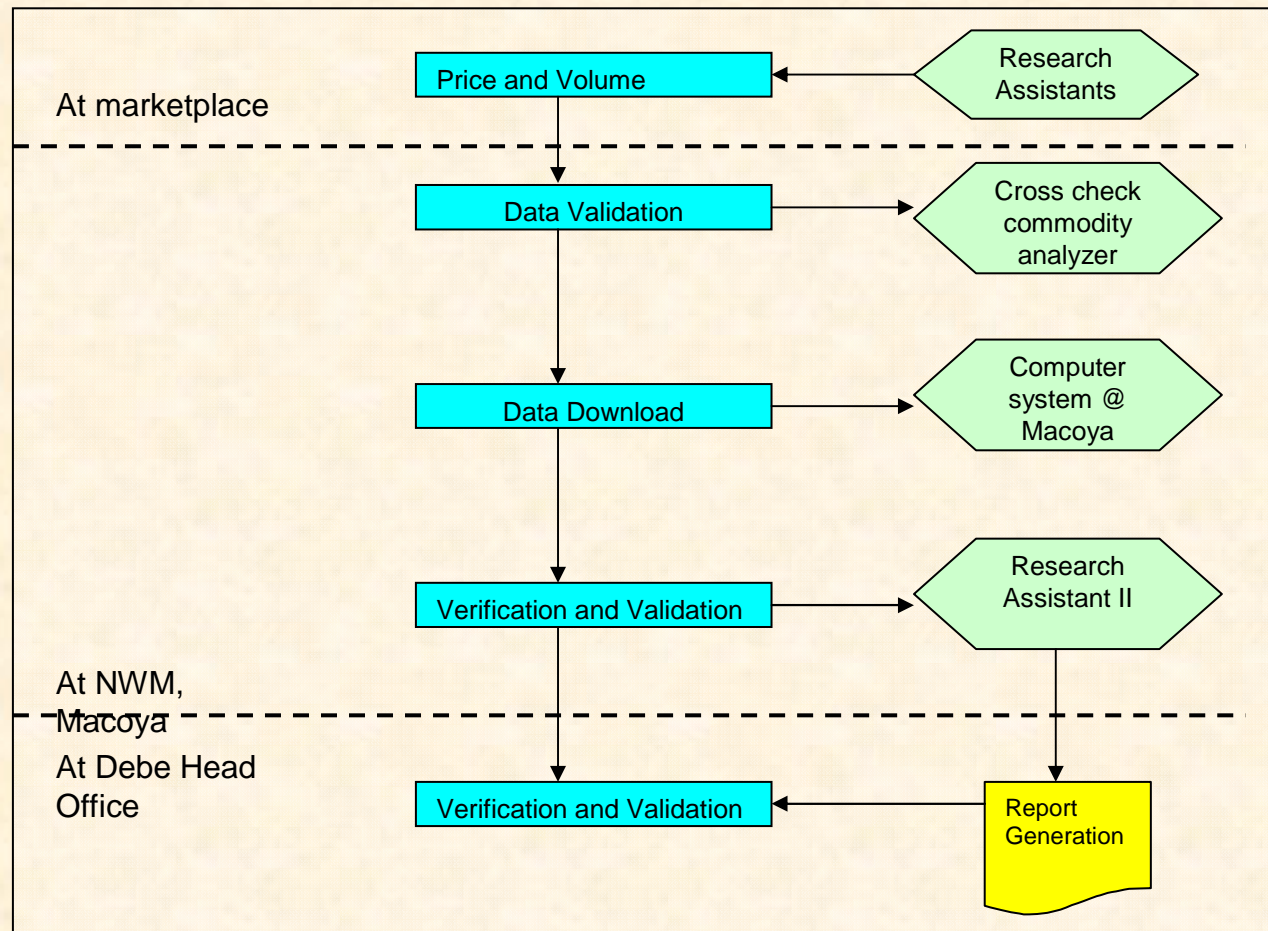 At marketplace
Price and Volume
Research
Assistants
Data Validation
Cross check
commodity
analyzer
Data Download
Computer
system @
Macoya
Verification and Validation
Research
Assistant II
At NWM,
Macoya
At Debe Head
Office
Verification and Validation
Report
Generation